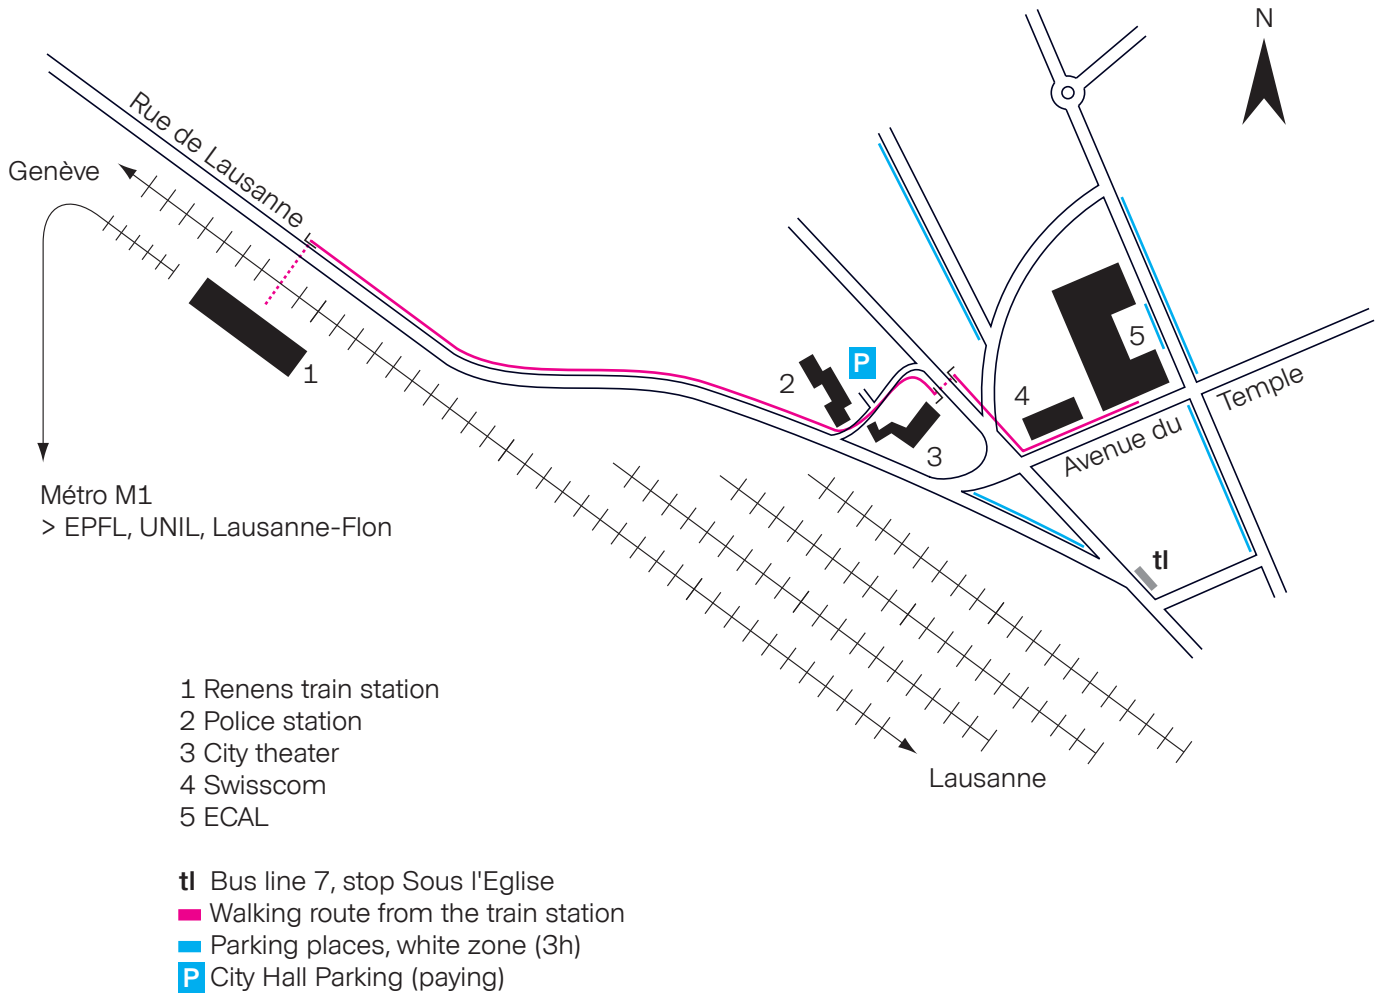 N
Rue de Lausanne
Genève
1
2
P
5
4
3
Avenue du Temple
Métro M1
> EPFL, UNIL, Lausanne-Flon
tl
Lausanne
1 Renens train station
2 Police station
3 City theater
4 Swisscom
5 ECAL
tl Bus line 7, stop Sous l'Eglise
Walking route from the train station
Parking places, white zone (3h)
P City Hall Parking (paying)